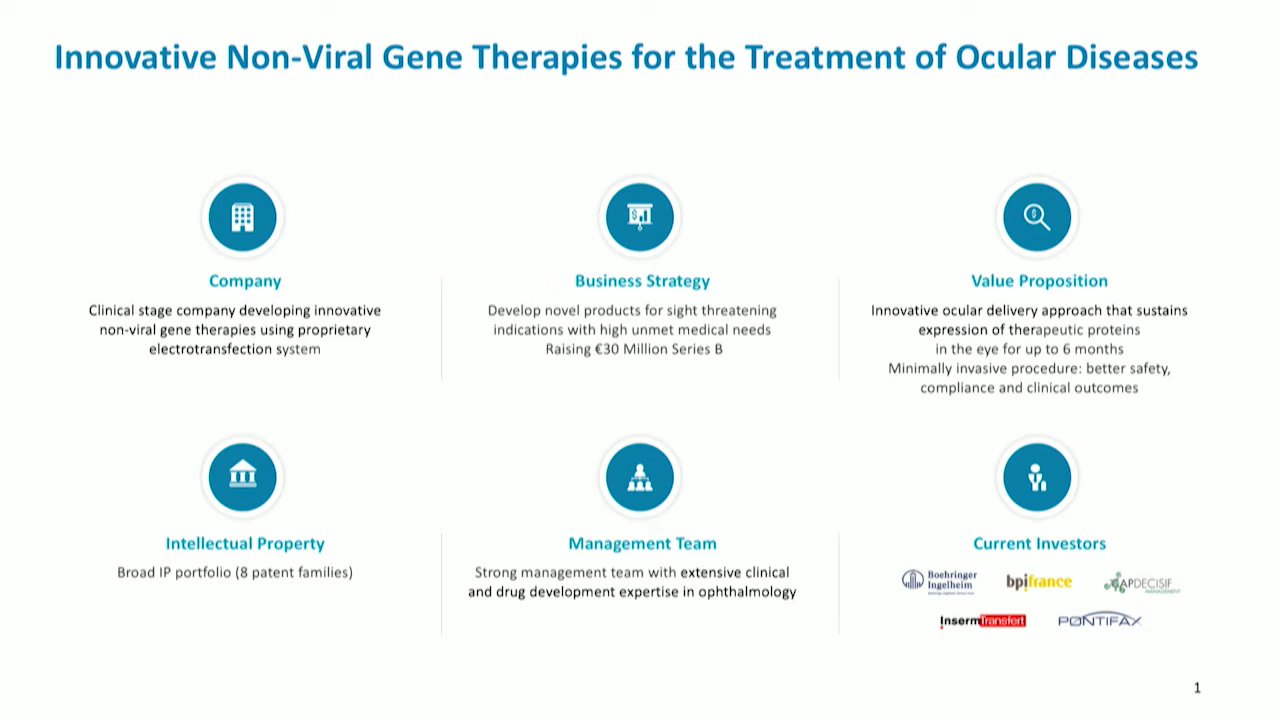 Innovative Non-Viral Gene Therapies for the Treatment of Ocular Diseases
Company
Clinical stage company developing innovative
non-viral gene therapies using proprietary
electrotransfection system
Business Strategy
Develop novel products for sight threatening
indications with high unmet medical needs
Raising €30 Million Series B
Value Proposition
Innovative ocular delivery approach that sustains
expression of therapeutic proteins
in the eye for up to 6 months
Minimally invasive procedure: better safety,
compliance and clinical outcomes
Intellectual Property
Broad IP portfolio (8 patent families)
Management Team
Strong management team with extensive clinical
and drug development expertise in ophthalmology
Current Investors
Boehringer
Ingelheim
bpifrance
CAPDECISIF
MANAGEMENT
Inserm Transfert
PONTIFAX
1